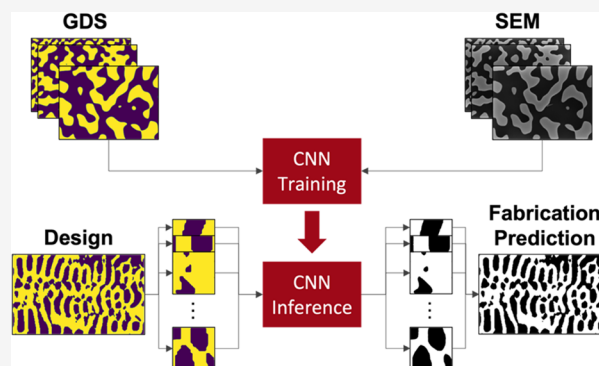 GDS
SEM
CNN
Training
Design
Fabrication
Prediction
CNN
Inference